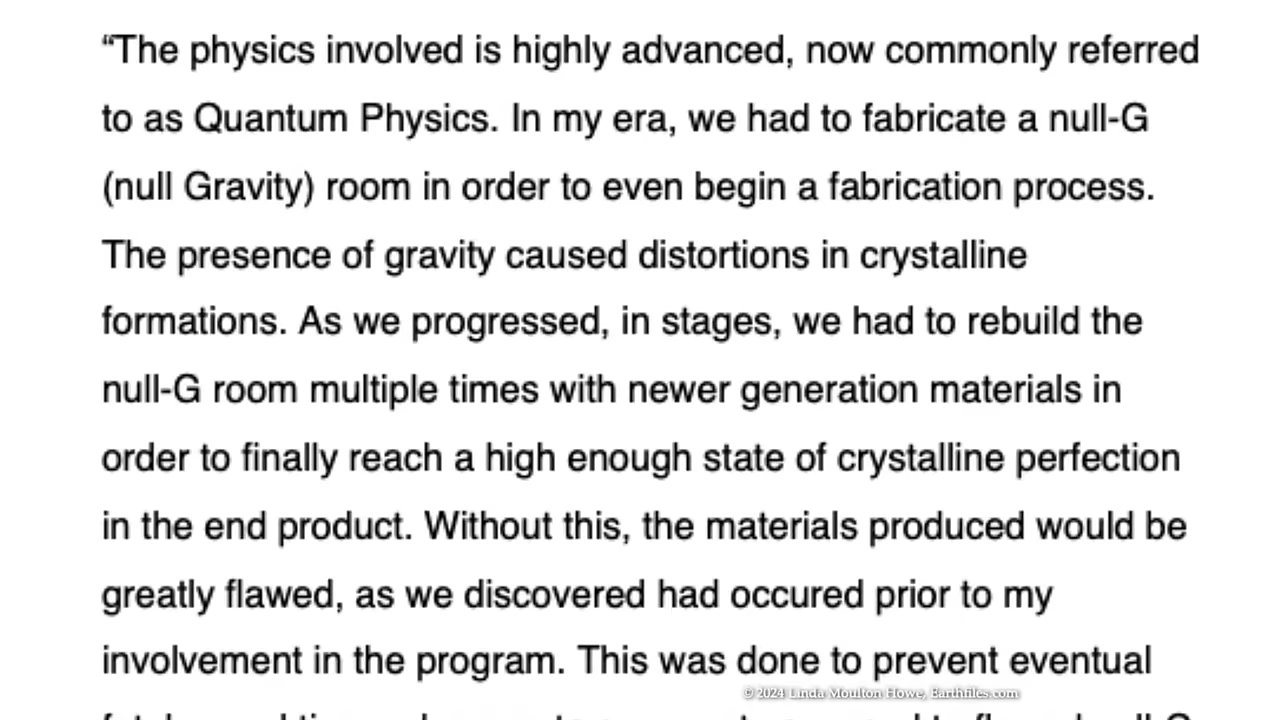 “The physics involved is highly advanced, now commonly referred
to as Quantum Physics. In my era, we had to fabricate a null-G
(null Gravity) room in order to even begin a fabrication process.
The presence of gravity caused distortions in crystalline
formations. As we progressed, in stages, we had to rebuild the
null-G room multiple times with newer generation materials in
order to finally reach a high enough state of crystalline perfection
in the end product. Without this, the materials produced would be
greatly flawed, as we discovered had occured prior to my
involvement in the program. This was done to prevent eventual
© 2024 Linda Moulton Howe, Earthfiles.com